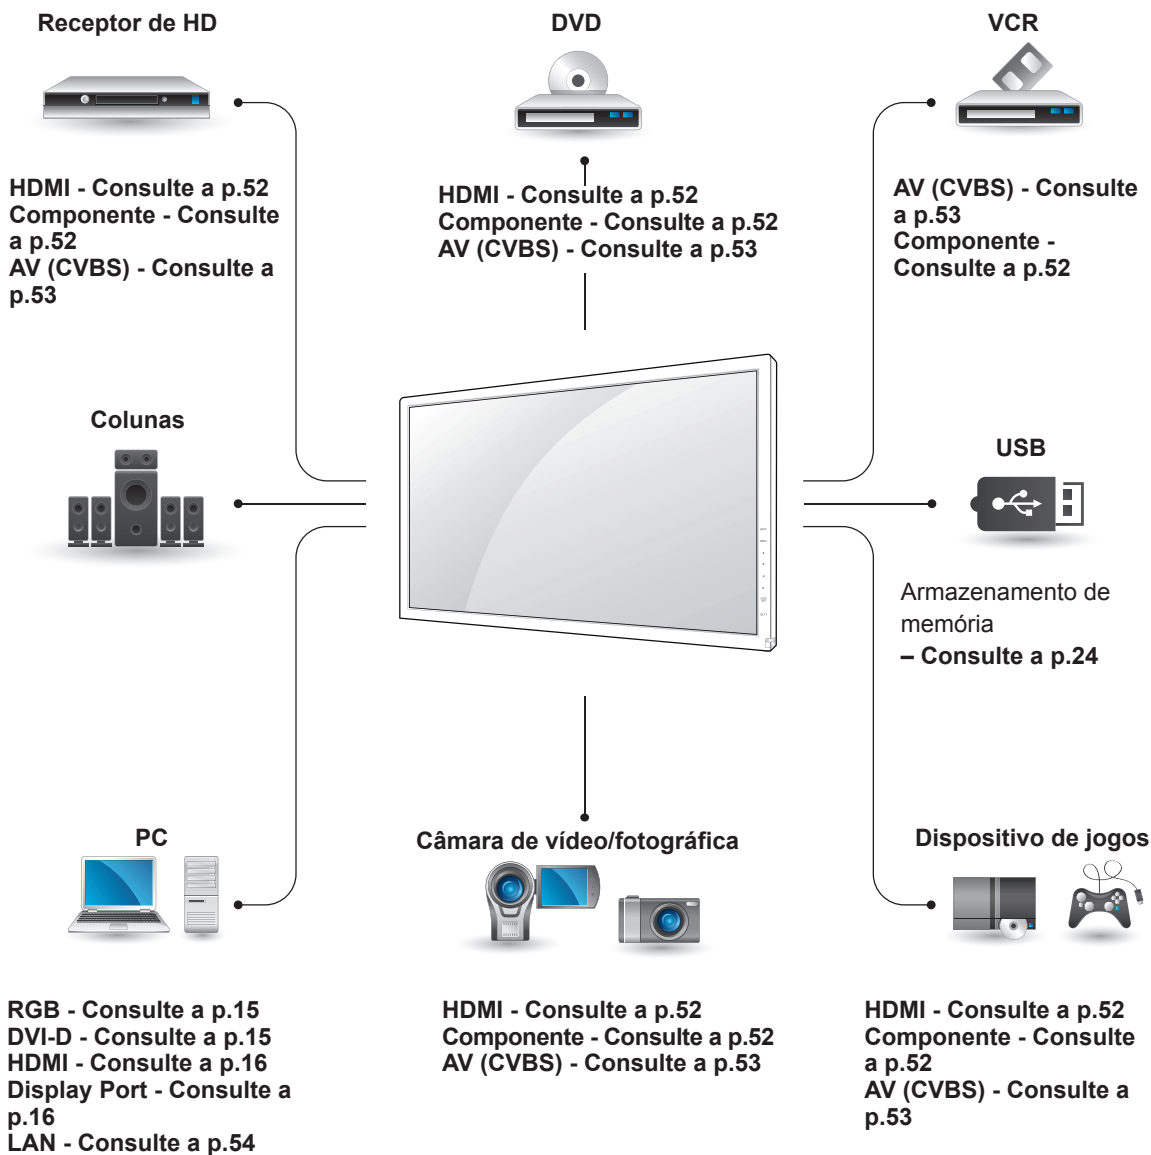 Receptor de HD
HDMI - Consulte a p.52
Componente - Consulte
a p.52
AV (CVBS) - Consulte a
p.53
DVD
HDMI - Consulte a p.52
Componente - Consulte a p.52
AV (CVBS) - Consulte a p.53
VCR
AV (CVBS) - Consulte
a p.53
Componente -
Consulte a p.52
Colunas
USB
Armazenamento de
memória
– Consulte a p.24
PC
RGB - Consulte a p.15
DVI-D - Consulte a p.15
HDMI - Consulte a p.16
Display Port - Consulte a
p.16
LAN - Consulte a p.54
Câmara de vídeo/fotográfica
HDMI - Consulte a p.52
Componente - Consulte a p.52
AV (CVBS) - Consulte a p.53
Dispositivo de jogos
HDMI - Consulte a p.52
Componente - Consulte
a p.52
AV (CVBS) - Consulte a
p.53